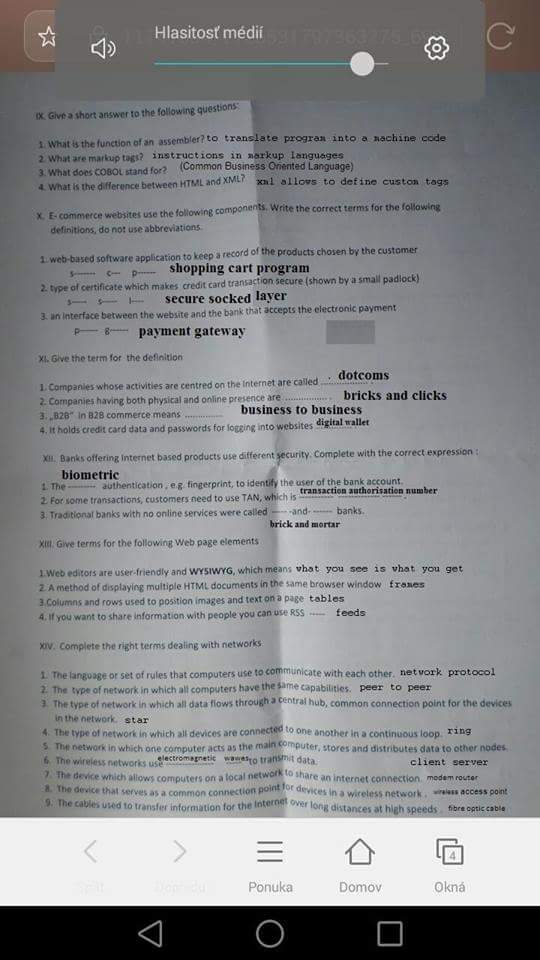 Hlasitosť médií
IX. Give a short answer to the following questions:
1. What is the function of an assembler? to translate program into a machine code
2. What are markup tags? instructions in markup languages
3. What does COBOL stand for? (Common Business Oriented Language)
4. What is the difference between HTML and XML? xml allows to define custom tags
X. E- commerce websites use the following components. Write the correct terms for the following
definitions, do not use abbreviations.
1. web-based software application to keep a record of the products chosen by the customer
s------- c--- p------- shopping cart program
2. type of certificate which makes credit card transaction secure (shown by a small padlock)
s----- s----- l---- secure socked layer
3. an interface between the website and the bank that accepts the electronic payment
p------ g------- payment gateway
XI. Give the term for the definition
1. Companies whose activities are centred on the Internet are called .................. dotcoms
2. Companies having both physical and online presence are ................ . bricks and clicks
3. „B2B“ in B2B commerce means .............. business to business
4. It holds credit card data and passwords for logging into websites digital wallet
XII. Banks offering Internet based products use different security. Complete with the correct expression :
biometric
1. The --------- authentication , e.g. fingerprint, to identify the user of the bank account.
2. For some transactions, customers need to use TAN, which is transaction authorisation number
3. Traditional banks with no online services were called ----- -and- ------ banks.
brick and mortar
XIII. Give terms for the following Web page elements
1.Web editors are user-friendly and WYSIWYG, which means what you see is what you get
2. A method of displaying multiple HTML documents in the same browser window frames
3.Columns and rows used to position images and text on a page tables
4. If you want to share information with people you can use RSS ----- feeds
XIV. Complete the right terms dealing with networks
1. The language or set of rules that computers use to communicate with each other. network protocol
2. The type of network in which all computers have the same capabilities. peer to peer
3. The type of network in which all data flows through a central hub, common connection point for the devices
in the network. star
4. The type of network in which all devices are connected to one another in a continuous loop. ring
5. The network in which one computer acts as the main computer, stores and distributes data to other nodes.
client server
6. The wireless networks use electromagnetic wawes to transmit data.
7. The device which allows computers on a local network to share an internet connection. modem router
8. The device that serves as a common connection point for devices in a wireless network . wireless access point
9. The cables used to transfer information for the Internet over long distances at high speeds . fibre optic cable
4
Späť
Dopredu
Ponuka
Domov
Okná